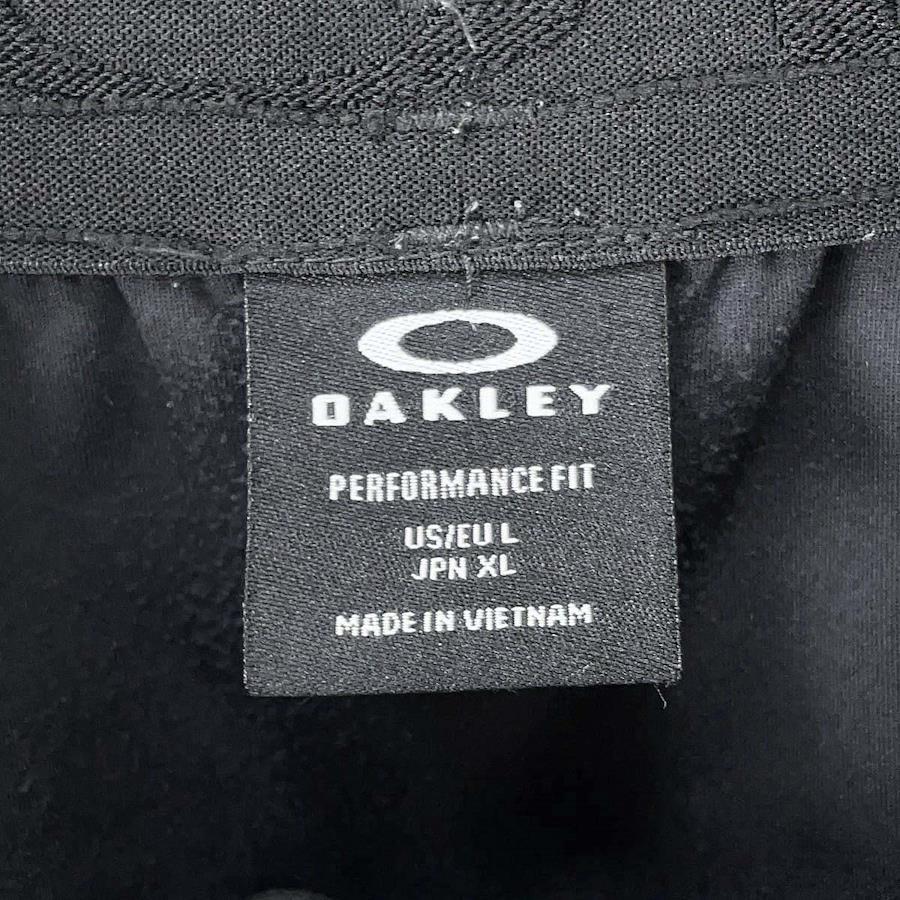 OAKLEY
PERFORMANCE FIT
US/EU L
JPN XL
MADE IN VIETNAM